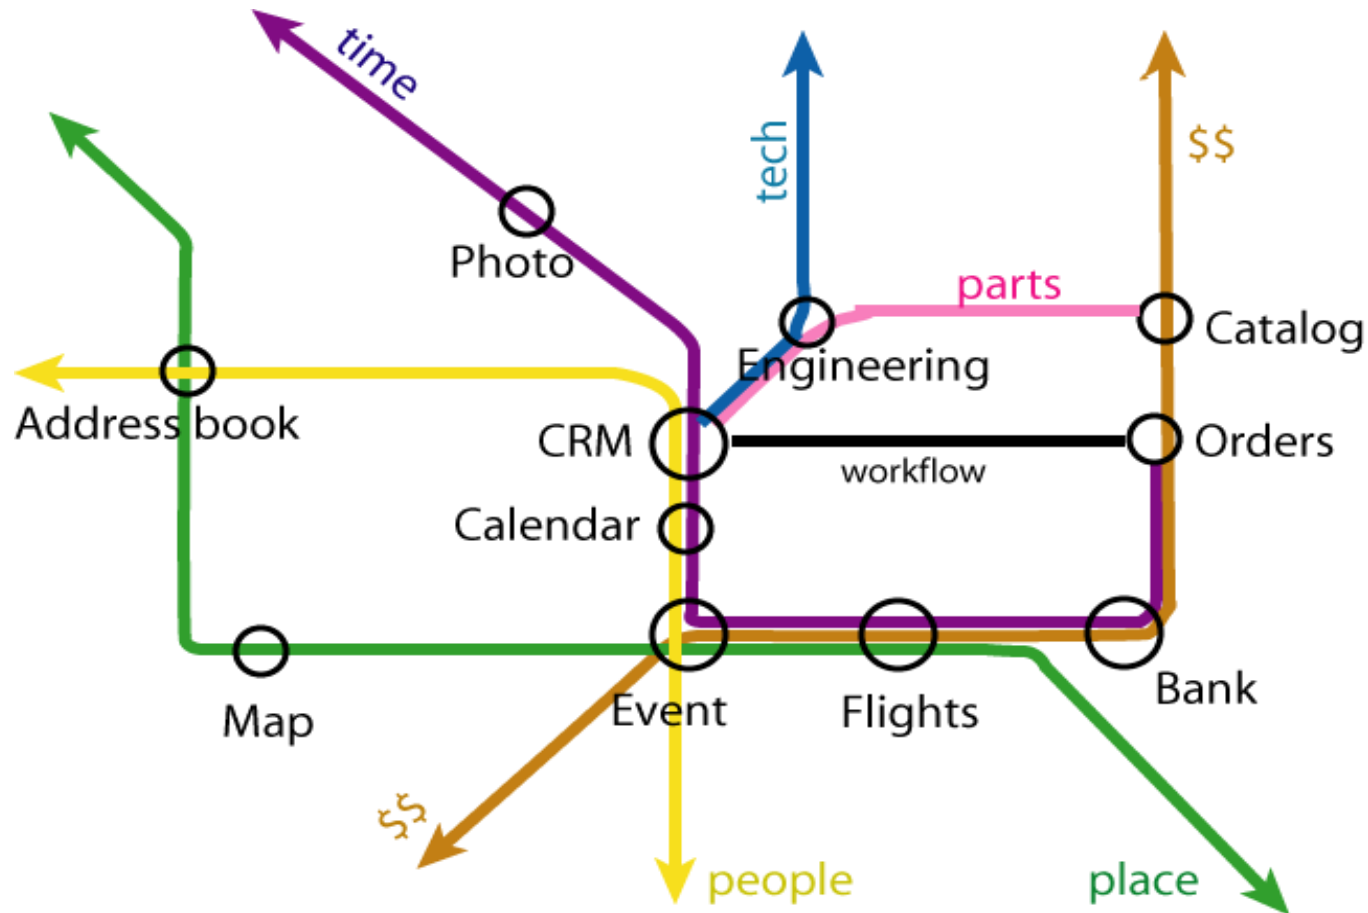 time
tech
$$
Photo
parts
Catalog
Engineering
Address book
CRM
Orders
workflow
Calendar
Map
Event
Flights
Bank
$$
people
place